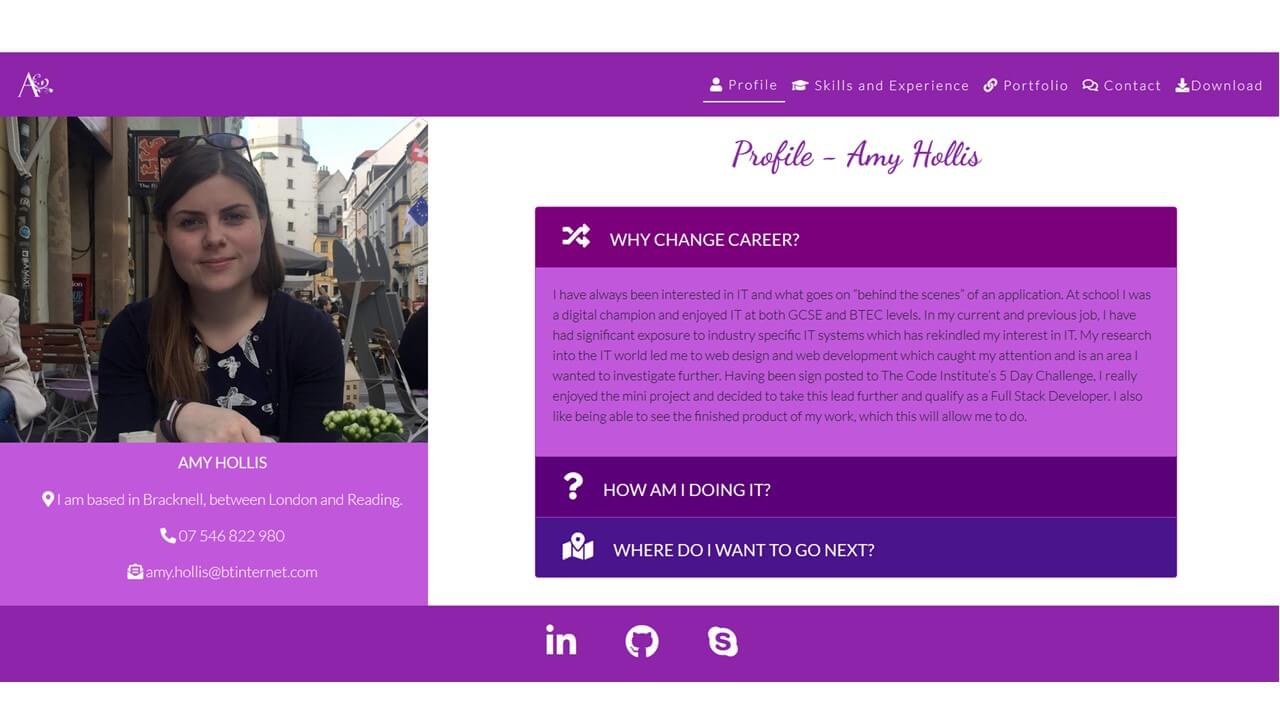 Profile
Skills and Experience
Portfolio
Contact
Download
Profile - Amy Hollis
WHY CHANGE CAREER?
I have always been interested in IT and what goes on "behind the scenes" of an application. At school I was
a digital champion and enjoyed IT at both GCSE and BTEC levels. In my current and previous job, I have
had significant exposure to industry specific IT systems which has rekindled my interest in IT. My research
into the IT world led me to web design and web development which caught my attention and is an area I
wanted to investigate further. Having been sign posted to The Code Institute's 5 Day Challenge, I really
enjoyed the mini project and decided to take this lead further and qualify as a Full Stack Developer. I also
like being able to see the finished product of my work, which this will allow me to do.
HOW AM I DOING IT?
WHERE DO I WANT TO GO NEXT?
AMY HOLLIS
I am based in Bracknell, between London and Reading.
07 546 822 980
amy.hollis@btinternet.com
in